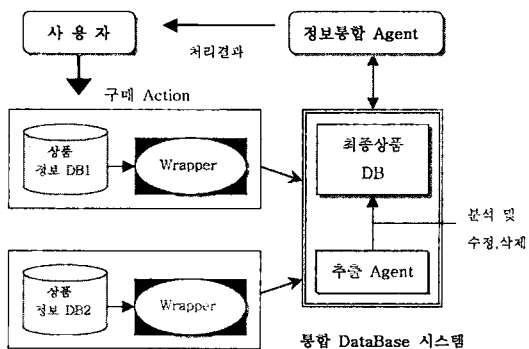 사 용 자
정보통합 Agent
처리결과
구매 Action
상품
정보 DB1
Wrapper
최종상품
DB
분석 및
수정,삭제
추출 Agent
상품
정보 DB2
Wrapper
통합 DataBase 시스템